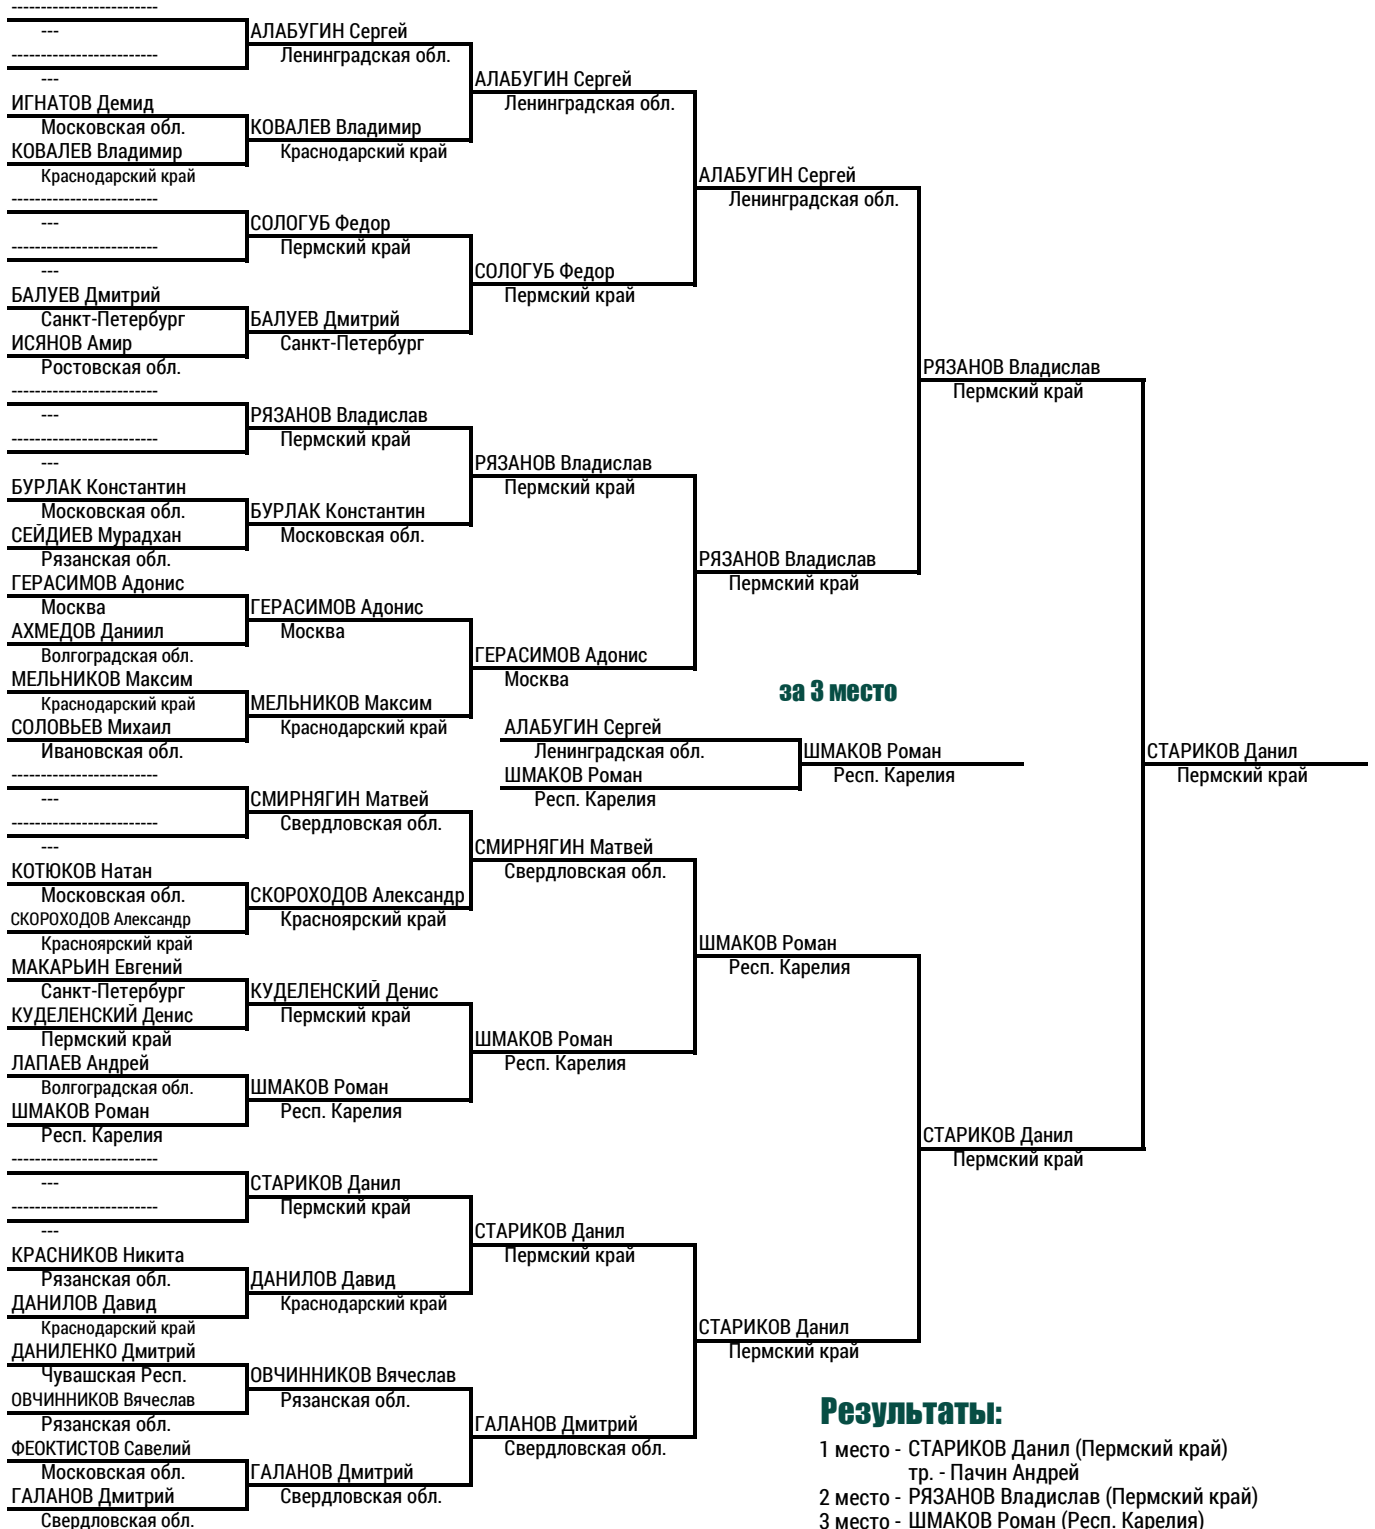 -------------------------
---
-------------------------
---
ИГНАТОВ Демид
Московская обл.
КОВАЛЕВ Владимир
Краснодарский край
-------------------------
---
-------------------------
---
БАЛУЕВ Дмитрий
Санкт-Петербург
ИСЯНОВ Амир
Ростовская обл.
-------------------------
---
-------------------------
---
БУРЛАК Константин
Московская обл.
СЕЙДИЕВ Мурадхан
Рязанская обл.
ГЕРАСИМОВ Адонис
Москва
АХМЕДОВ Даниил
Волгоградская обл.
МЕЛЬНИКОВ Максим
Краснодарский край
СОЛОВЬЕВ Михаил
Ивановская обл.
-------------------------
---
-------------------------
---
КОТЮКОВ Натан
Московская обл.
СКОРОХОДОВ Александр
Красноярский край
МАКАРЬИН Евгений
Санкт-Петербург
КУДЕЛЕНСКИЙ Денис
Пермский край
ЛАПАЕВ Андрей
Волгоградская обл.
ШМАКОВ Роман
Респ. Карелия
-------------------------
---
-------------------------
---
КРАСНИКОВ Никита
Рязанская обл.
ДАНИЛОВ Давид
Краснодарский край
ДАНИЛЕНКО Дмитрий
Чувашская Респ.
ОВЧИННИКОВ Вячеслав
Рязанская обл.
ФЕОКТИСТОВ Савелий
Московская обл.
ГАЛАНОВ Дмитрий
Свердловская обл.
АЛАБУГИН Сергей
Ленинградская обл.
КОВАЛЕВ Владимир
Краснодарский край
СОЛОГУБ Федор
Пермский край
БАЛУЕВ Дмитрий
Санкт-Петербург
РЯЗАНОВ Владислав
Пермский край
БУРЛАК Константин
Московская обл.
ГЕРАСИМОВ Адонис
Москва
МЕЛЬНИКОВ Максим
Краснодарский край
СМИРНЯГИН Матвей
Свердловская обл.
СКОРОХОДОВ Александр
Красноярский край
КУДЕЛЕНСКИЙ Денис
Пермский край
ШМАКОВ Роман
Респ. Карелия
СТАРИКОВ Данил
Пермский край
ДАНИЛОВ Давид
Краснодарский край
ОВЧИННИКОВ Вячеслав
Рязанская обл.
ГАЛАНОВ Дмитрий
Свердловская обл.
АЛАБУГИН Сергей
Ленинградская обл.
СОЛОГУБ Федор
Пермский край
РЯЗАНОВ Владислав
Пермский край
ГЕРАСИМОВ Адонис
Москва
СМИРНЯГИН Матвей
Свердловская обл.
ШМАКОВ Роман
Респ. Карелия
СТАРИКОВ Данил
Пермский край
ГАЛАНОВ Дмитрий
Свердловская обл.
АЛАБУГИН Сергей
Ленинградская обл.
РЯЗАНОВ Владислав
Пермский край
ШМАКОВ Роман
Респ. Карелия
СТАРИКОВ Данил
Пермский край
РЯЗАНОВ Владислав
Пермский край
СТАРИКОВ Данил
Пермский край
СТАРИКОВ Данил
Пермский край
за 3 место
АЛАБУГИН Сергей
Ленинградская обл.
ШМАКОВ Роман
Респ. Карелия
ШМАКОВ Роман
Респ. Карелия
Результаты:
1 место - СТАРИКОВ Данил (Пермский край)
тр. - Пачин Андрей
2 место - РЯЗАНОВ Владислав (Пермский край)
3 место - ШМАКОВ Роман (Респ. Карелия)